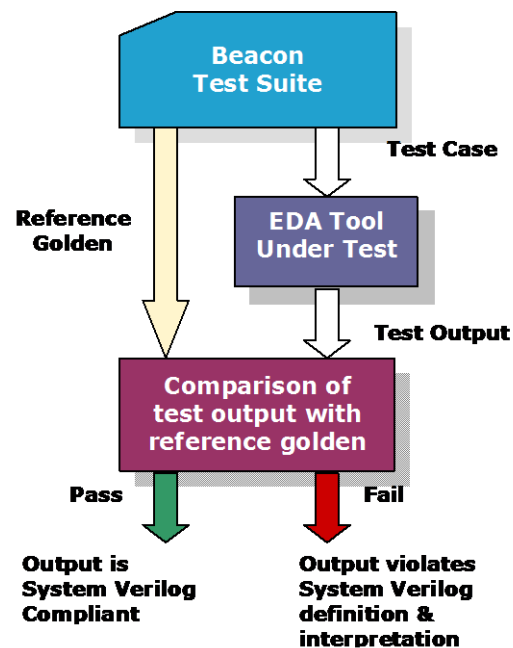 Beacon
Test Suite
Test Case
Reference
Golden
EDA Tool
Under Test
Test Output
Comparison of
test output with
reference golden
Pass
Fail
Output is
System Verilog
Compliant
Output violates
System Verilog
definition &
interpretation